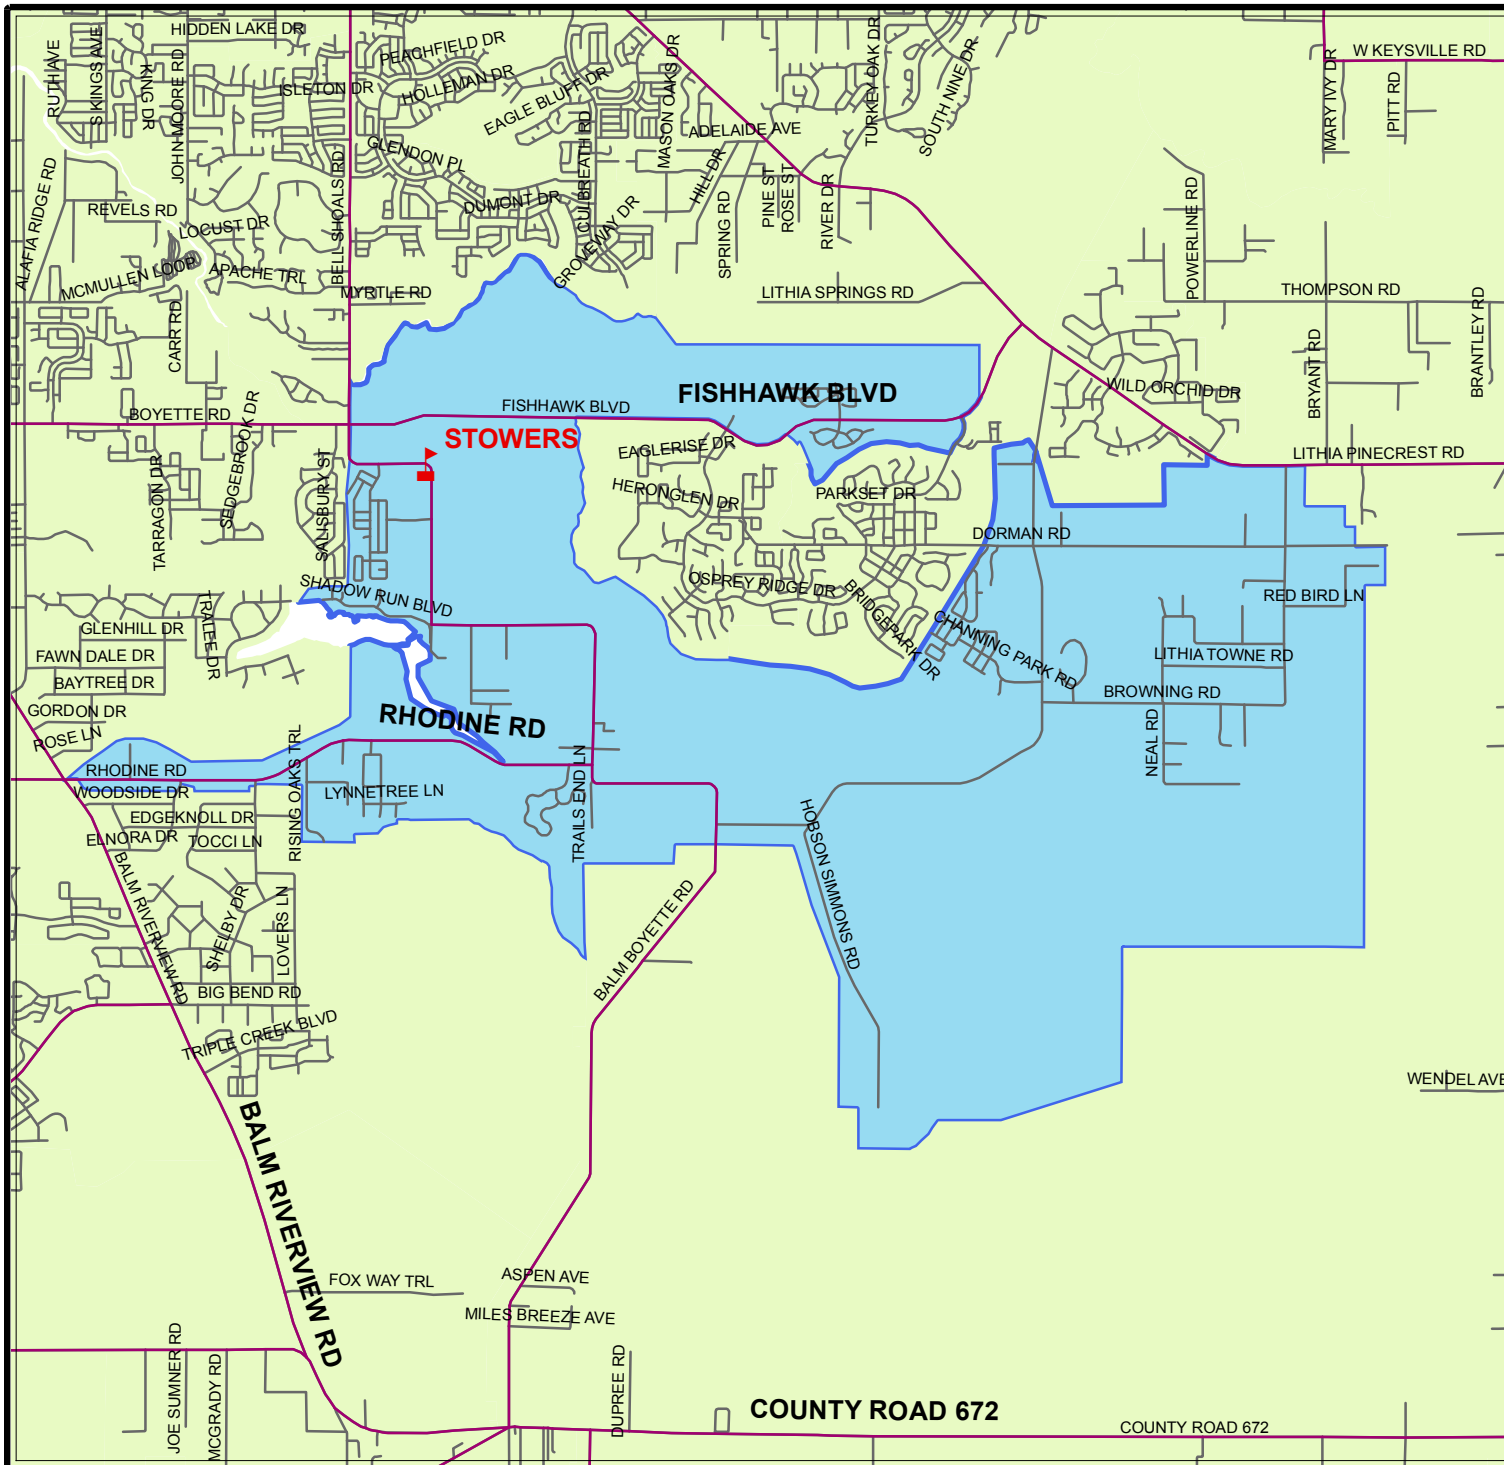 HIDDEN LAKE DR
RUTH AVE
S KINGS AVE
KING DR
JOHN MOORE RD
PEACHFIELD DR
ISLETON DR
HOLLEMAN DR
EAGLE BLUFF DR
MASON OAKS DR
TURKEY OAK DR
SOUTH NINE DR
W KEYSVILLE RD
MARY IVY DR
PITT RD
ADELAIDE AVE
GLENDON PL
CULBREATH RD
HILL DR
PINE ST
ROSE ST
RIVER DR
SPRING RD
POWERLINE RD
ALAFIA RIDGE RD
REVELS RD
LOCUST DR
BELL SHOALS RD
DUMONT DR
GROVEWAY DR
MCMULLEN LOOP
APACHE TRL
MYRTLE RD
LITHIA SPRINGS RD
THOMPSON RD
BRANTLEY RD
BRYANT RD
CARR RD
WILD ORCHID DR
FISHHAWK BLVD
FISHHAWK BLVD
BOYETTE RD
STOWERS
EAGLERISE DR
LITHIA PINECREST RD
SEDGEBROOK DR
TARRAGON DR
SALISBURY ST
HERONGLEN DR
PARKSET DR
DORMAN RD
SHADOW RUN BLVD
OSPREY RIDGE DR
BRIDGEPARK DR
RED BIRD LN
CHANNING PARK RD
LITHIA TOWNE RD
BROWNING RD
NEAL RD
TRALEE DR
GLENHILL DR
FAWN DALE DR
BAYTREE DR
GORDON DR
ROSE LN
RHODINE RD
RHODINE RD
WOODSIDE DR
RISING OAKS TRL
LYNNETREE LN
EDGEKNOLL DR
ELNORA DR
TOCCI LN
TRAILS END LN
HOBSON SIMMONS RD
BALM RIVERVIEW RD
SHELBY DR
LOVERS LN
BALM BOYETTE RD
BIG BEND RD
TRIPLE CREEK BLVD
WENDEL AVE
BALM RIVERVIEW RD
FOX WAY TRL
ASPEN AVE
MILES BREEZE AVE
JOE SUMNER RD
MCGRADY RD
DUPREE RD
COUNTY ROAD 672
COUNTY ROAD 672